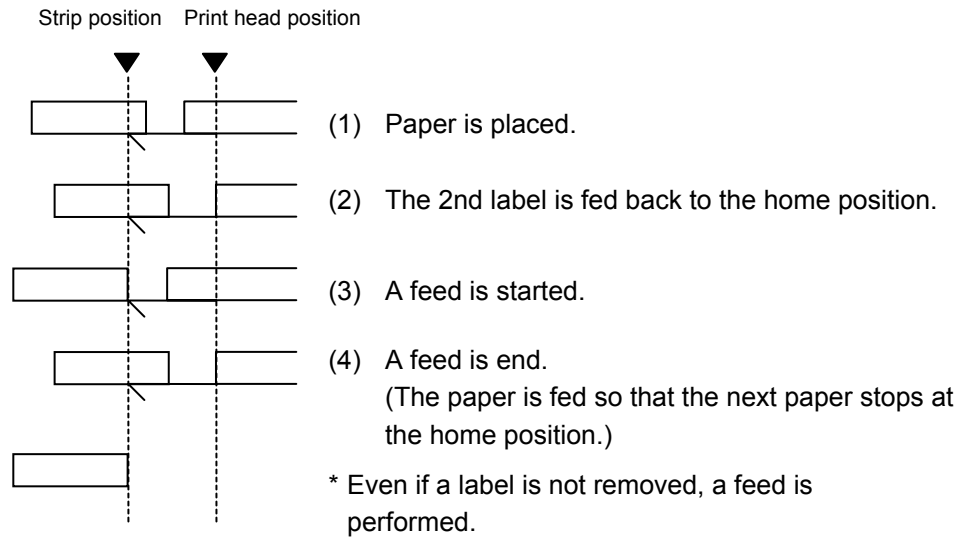 Strip position Print head position
(1) Paper is placed.
(2) The 2nd label is fed back to the home position.
(3) A feed is started.
(4) A feed is end.
(The paper is fed so that the next paper stops at
the home position.)
* Even if a label is not removed, a feed is
performed.